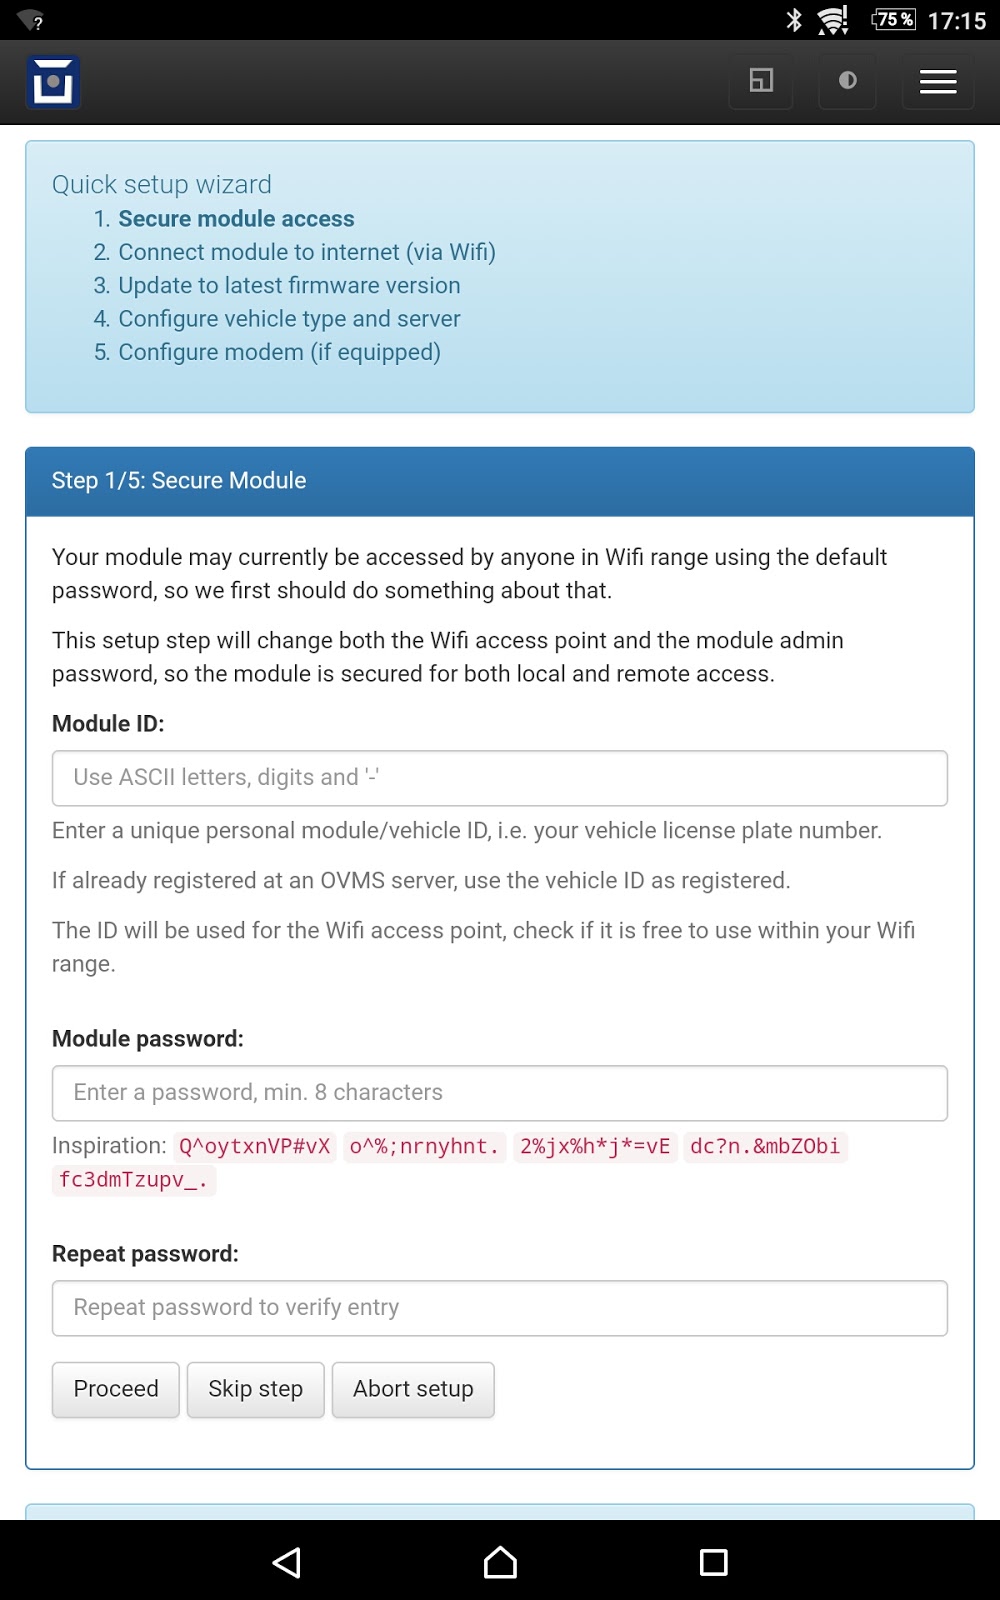 ?
75 %
17:15
Quick setup wizard
1. Secure module access
2. Connect module to internet (via Wifi)
3. Update to latest firmware version
4. Configure vehicle type and server
5. Configure modem (if equipped)
Step 1/5: Secure Module
Your module may currently be accessed by anyone in Wifi range using the default
password, so we first should do something about that.
This setup step will change both the Wifi access point and the module admin
password, so the module is secured for both local and remote access.
Module ID:
Use ASCII letters, digits and '-'
Enter a unique personal module/vehicle ID, i.e. your vehicle license plate number.
If already registered at an OVMS server, use the vehicle ID as registered.
The ID will be used for the Wifi access point, check if it is free to use within your Wifi
range.
Module password:
Enter a password, min. 8 characters
Inspiration: Q^oytxnVP#vX o^%;nrnyhnt. 2%jx%h*j*=vE dc?n.&mbZObi
fc3dmTzupv_.
Repeat password:
Repeat password to verify entry
Proceed Skip step Abort setup